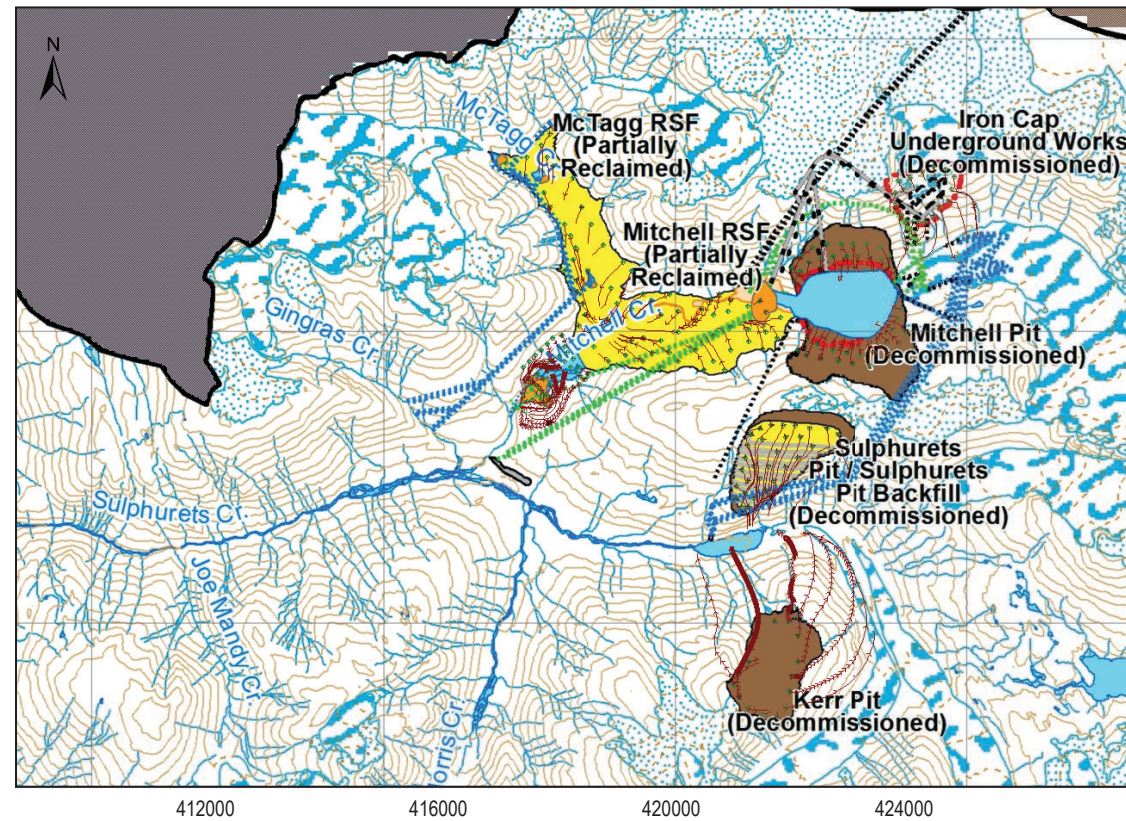 N
McTagg Cr.
McTagg RSF
(Partially
Reclaimed)
Iron Cap
Underground Works
(Decommissioned)
Mitchell RSF
(Partially
Reclaimed)
Mitchell Cr.
Gingras Cr.
Mitchell Pit
(Decommissioned)
Sulphurets
Pit / Sulphurets
Pit Backfill
(Decommissioned)
Sulphurets Cr.
Joe Mandy Cr.
orris Cr.
Kerr Pit
(Decommissioned)
412000
416000
420000
424000